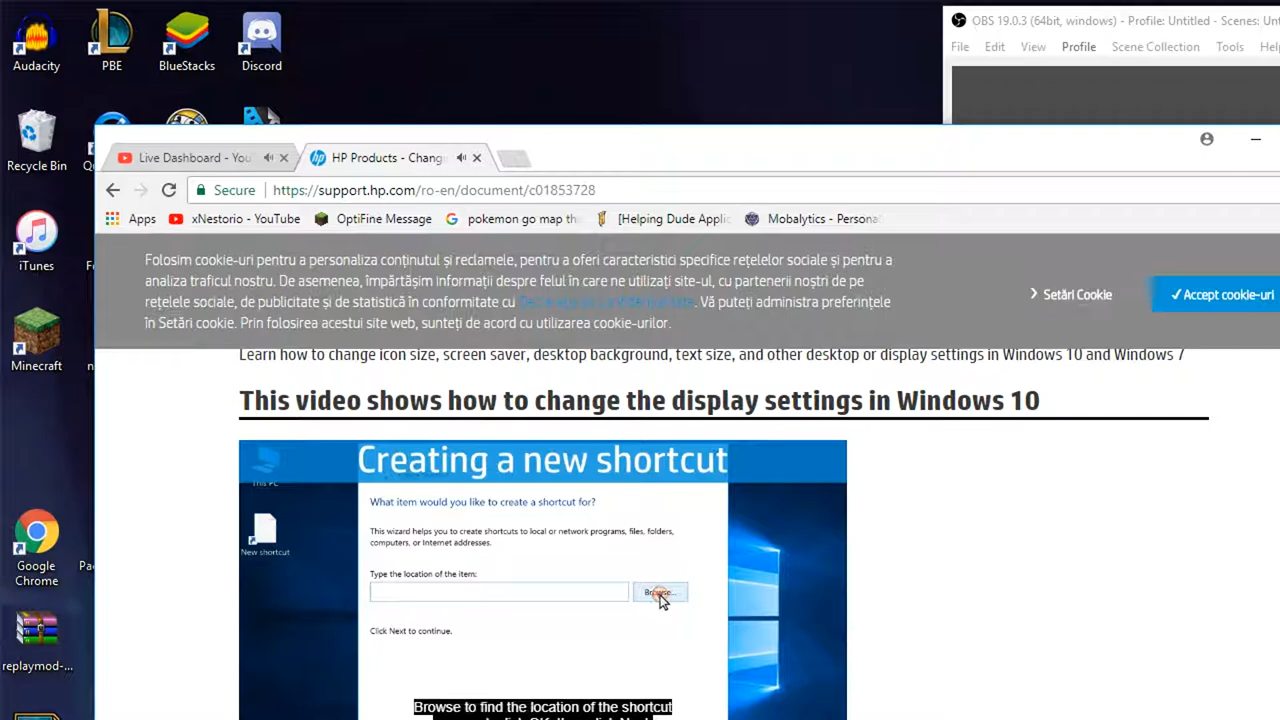 Audacity
PBE
BlueStacks
Discord
OBS 19.0.3 (64bit, windows) - Profile: Untitled - Scenes: Unt
File Edit View Profile Scene Collection Tools Hel
Recycle Bin
iTunes
Minecraft
Google Chrome
replaymod-...
Live Dashboard - You
HP Products - Chang
Secure https://support.hp.com/ro-en/document/c01853728
Apps xNestorio - YouTube OptiFine Message pokemon go map th [Helping Dude Applic Mobalytics - Persona
Folosim cookie-uri pentru a personaliza conținutul și reclamele, pentru a oferi caracteristici specifice rețelelor sociale și pentru a
analiza traficul nostru. De asemenea, împărtășim informații despre felul în care ne utilizați site-ul, cu partenerii noștri de pe
rețelele sociale, de publicitate și de statistică în conformitate cu . Vă puteți administra preferințele
în Setări cookie. Prin folosirea acestui site web, sunteți de acord cu utilizarea cookie-urilor.
Setări Cookie
✓Accept cookie-uri
Learn how to change icon size, screen saver, desktop background, text size, and other desktop or display settings in Windows 10 and Windows 7
This video shows how to change the display settings in Windows 10
Creating a new shortcut
This PC
New shortcut
What item would you like to create a shortcut for?
This wizard helps you to create shortcuts to local or network programs, files, folders,
computers, or Internet addresses.
Type the location of the item:
Browse...
Click Next to continue.
Browse to find the location of the shortcut